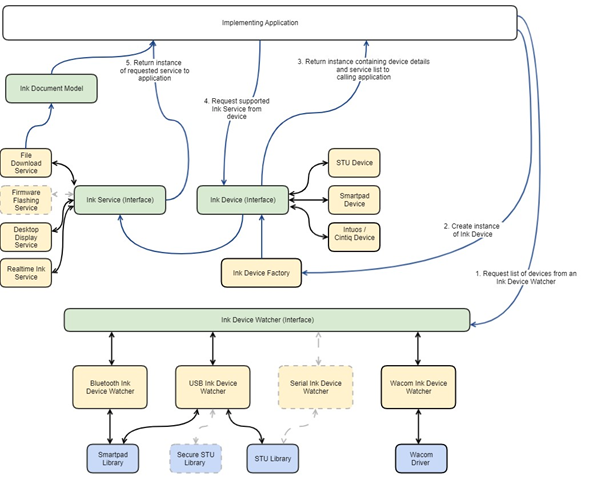 Implementing Application
5. Return instance
of requested service to
application
3. Return instance containing device details
and service list to
calling application
Ink Document Model
4. Request supported
Ink Service from
device
File
Download
Service
STU Device
Firmware
Flashing
Service
Ink Service (Interface)
Ink Device (Interface)
Smartpad
Device
Desktop
Display
Service
Intuos /
Cintiq Device
2. Create instance
of Ink Device
Realtime Ink
Service
Ink Device Factory
1. Request list of devices from an
Ink Device Watcher
Ink Device Watcher (Interface)
Bluetooth Ink
Device Watcher
USB Ink Device
Watcher
Serial Ink Device
Watcher
Wacom Ink Device
Watcher
Smartpad
Library
Secure STU
Library
STU Library
Wacom
Driver